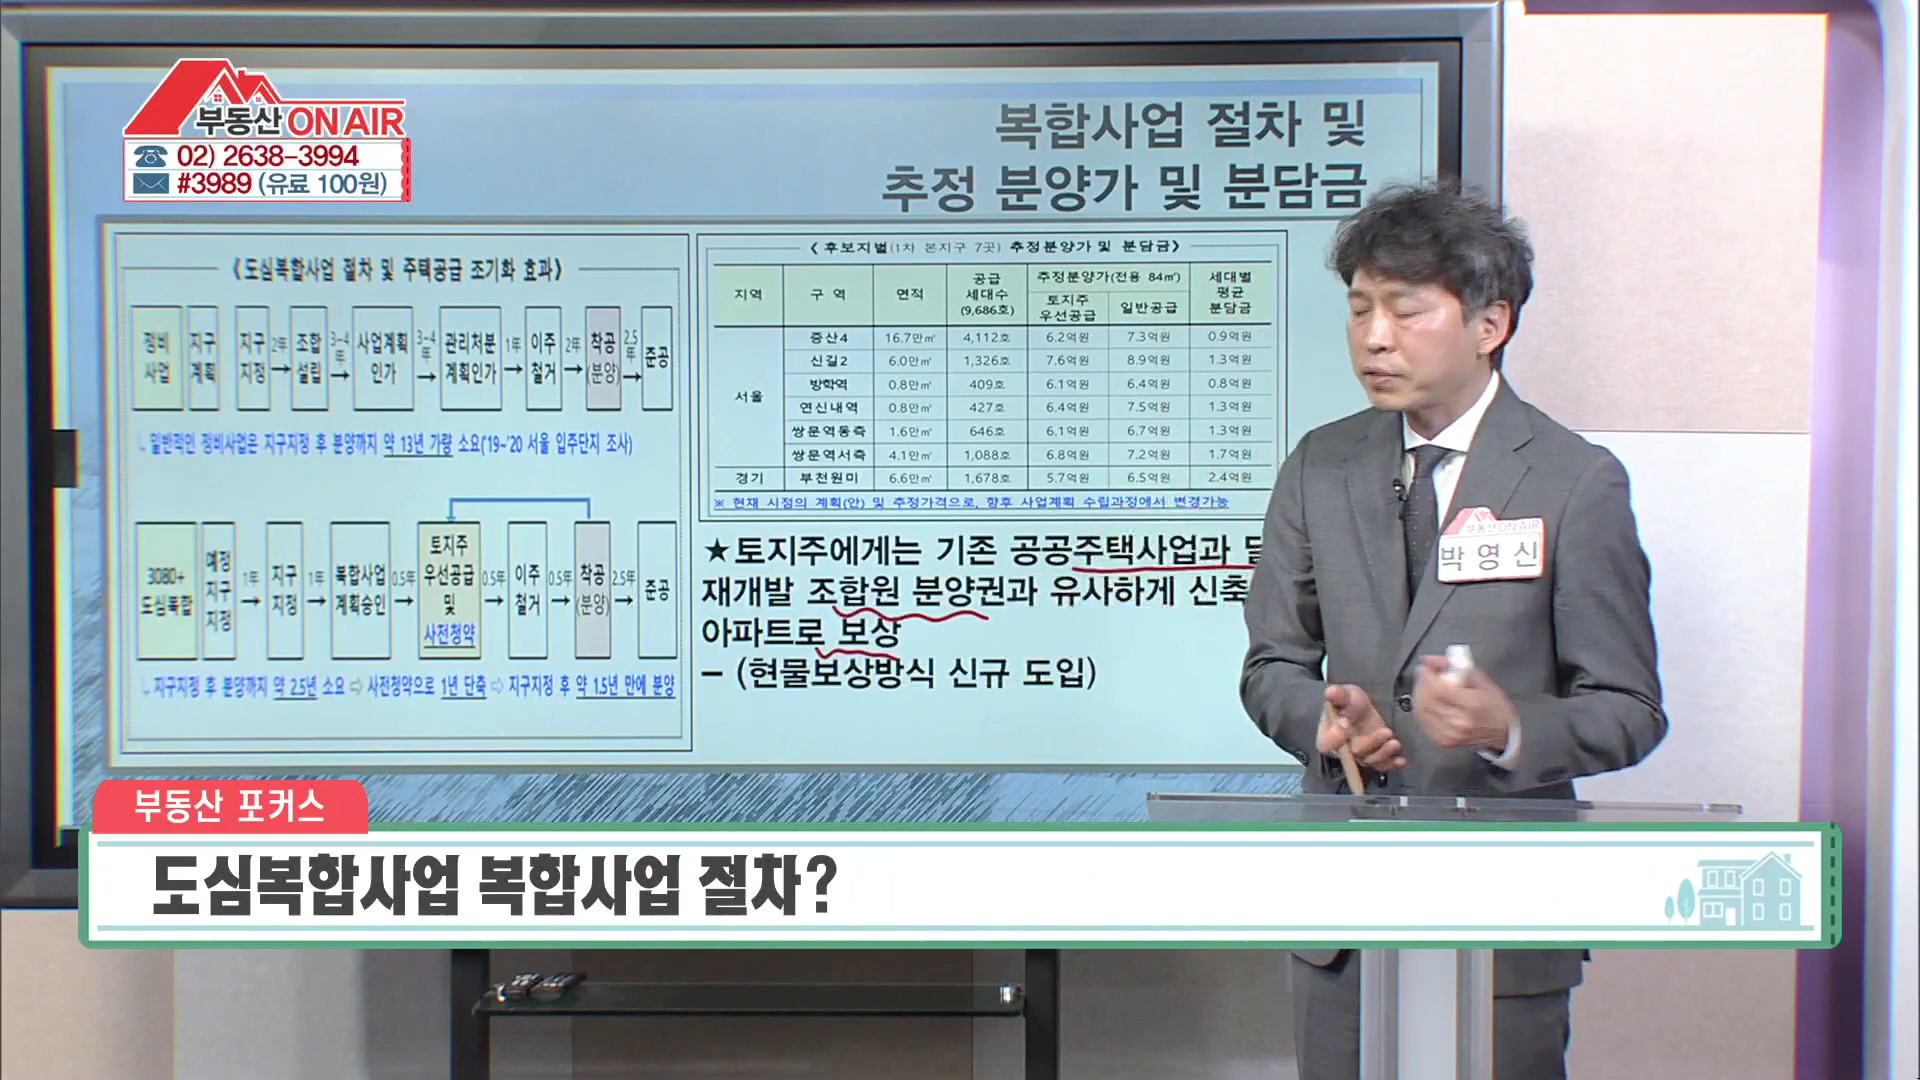 부동산 ON AIR
02) 2638-3994
#3989 (유료 100원)
복합사업 절차 및
추정 분양가 및 분담금
《도심복합사업 절차 및 주택공급 조기화 효과》
정비 사업
지구 계획
지구 지정
2년
조합 설립
3~4년
사업계획 인가
3~4년
관리처분 계획인가
1년
이주 철거
2년
착공 (분양)
2.5년
준공
일반적인 정비사업은 지구지정 후 분양까지 약 13년 가량 소요('19~'20 서울 입주단지 조사)
3080+ 도심복합
예정 지구 지정
1년
지구 지정
1년
복합사업 계획승인
0.5년
토지주 우선공급 및 사전청약
0.5년
이주 철거
0.5년
착공 (분양)
2.5년
준공
지구지정 후 분양까지 약 2.5년 소요 ⇨ 사전청약으로 1년 단축 ⇨ 지구지정 후 약 1.5년 만에 분양
《후보지별(1차 본지구 7곳) 추정분양가 및 분담금》
지역 구 역 면적 공급 세대수 (9,686호) 추정분양가(전용 84㎡) 토지주 우선공급 일반공급 세대별 평균 분담금
서울 증산4 16.7만㎡ 4,112호 6.2억원 7.3억원 0.9억원
신길2 6.0만㎡ 1,326호 7.6억원 8.9억원 1.3억원
방학역 0.8만㎡ 409호 6.1억원 6.4억원 0.8억원
연신내역 0.8만㎡ 427호 6.4억원 7.5억원 1.3억원
쌍문역동측 1.6만㎡ 646호 6.1억원 6.7억원 1.3억원
쌍문역서측 4.1만㎡ 1,088호 6.8억원 7.2억원 1.7억원
경기 부천원미 6.6만㎡ 1,678호 5.7억원 6.5억원 2.4억원
※ 현재 시점의 계획(안) 및 추정가격으로, 향후 사업계획 수립과정에서 변경가능
★토지주에게는 기존 공공주택사업과
재개발 조합원 분양권과 유사하게 신축
아파트로 보상
– (현물보상방식 신규 도입)
부동산 ON AIR
박영신
부동산 포커스
도심복합사업 복합사업 절차?